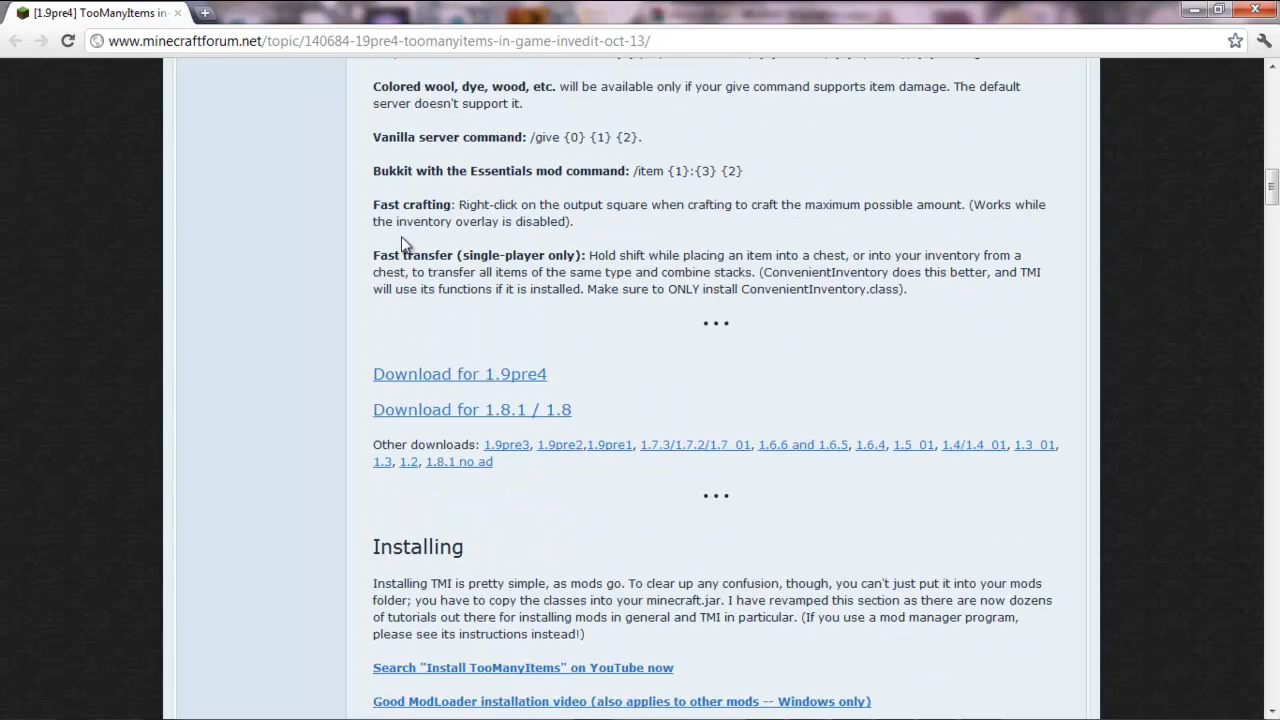 [1.9pre4] TooManyItems in-
www.minecraftforum.net/topic/140684-19pre4-toomanyitems-in-game-invedit-oct-13/
Colored wool, dye, wood, etc. will be available only if your give command supports item damage. The default
server doesn't support it.
Vanilla server command: /give {0} {1} {2}.
Bukkit with the Essentials mod command: /item {1}:{3} {2}
Fast crafting: Right-click on the output square when crafting to craft the maximum possible amount. (Works while
the inventory overlay is disabled).
Fast transfer (single-player only): Hold shift while placing an item into a chest, or into your inventory from a
chest, to transfer all items of the same type and combine stacks. (ConvenientInventory does this better, and TMI
will use its functions if it is installed. Make sure to ONLY install ConvenientInventory.class).
• • •
Download for 1.9pre4
Download for 1.8.1 / 1.8
Other downloads: 1.9pre3, 1.9pre2,1.9pre1, 1.7.3/1.7.2/1.7_01, 1.6.6 and 1.6.5, 1.6.4, 1.5_01, 1.4/1.4_01, 1.3_01,
1.3, 1.2, 1.8.1 no ad
• • •
Installing
Installing TMI is pretty simple, as mods go. To clear up any confusion, though, you can't just put it into your mods
folder; you have to copy the classes into your minecraft.jar. I have revamped this section as there are now dozens
of tutorials out there for installing mods in general and TMI in particular. (If you use a mod manager program,
please see its instructions instead!)
Search "Install TooManyItems" on YouTube now
Good ModLoader installation video (also applies to other mods -- Windows only)